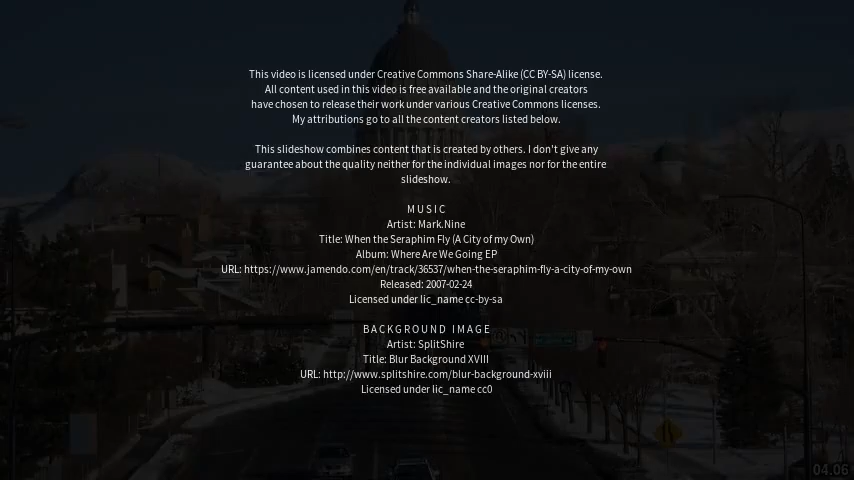 This video is licensed under Creative Commons Share-Alike (CC BY-SA) license.
All content used in this video is free available and the original creators
have chosen to release their work under various Creative Commons licenses.
My attributions go to all the content creators listed below.
This slideshow combines content that is created by others. I don't give any
guarantee about the quality neither for the individual images nor for the entire
slideshow.
MUSIC
Artist: Mark.Nine
Title: When the Seraphim Fly (A City of my Own)
Album: Where Are We Going EP
URL: https://www.jamendo.com/en/track/36537/when-the-seraphim-fly-a-city-of-my-own
Released: 2007-02-24
Licensed under lic_name cc-by-sa
BACKGROUND IMAGE
Artist: SplitShire
Title: Blur Background XVIII
URL: http://www.splitshire.com/blur-background-xviii
Licensed under lic_name cc0
04.06